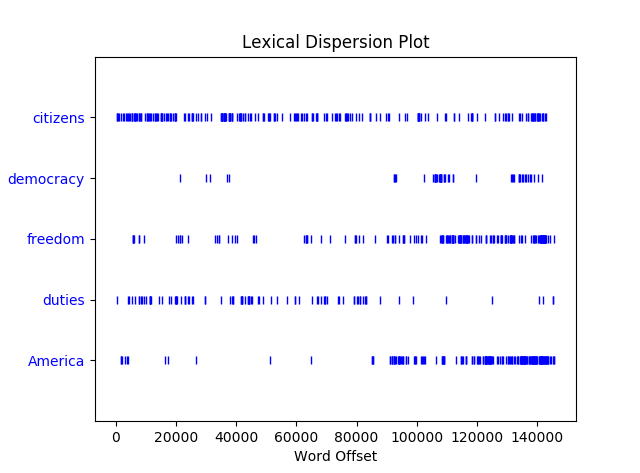 Lexical Dispersion Plot
citizens
democracy
freedom
duties
America
0 20000 40000 60000 80000 100000 120000 140000
Word Offset